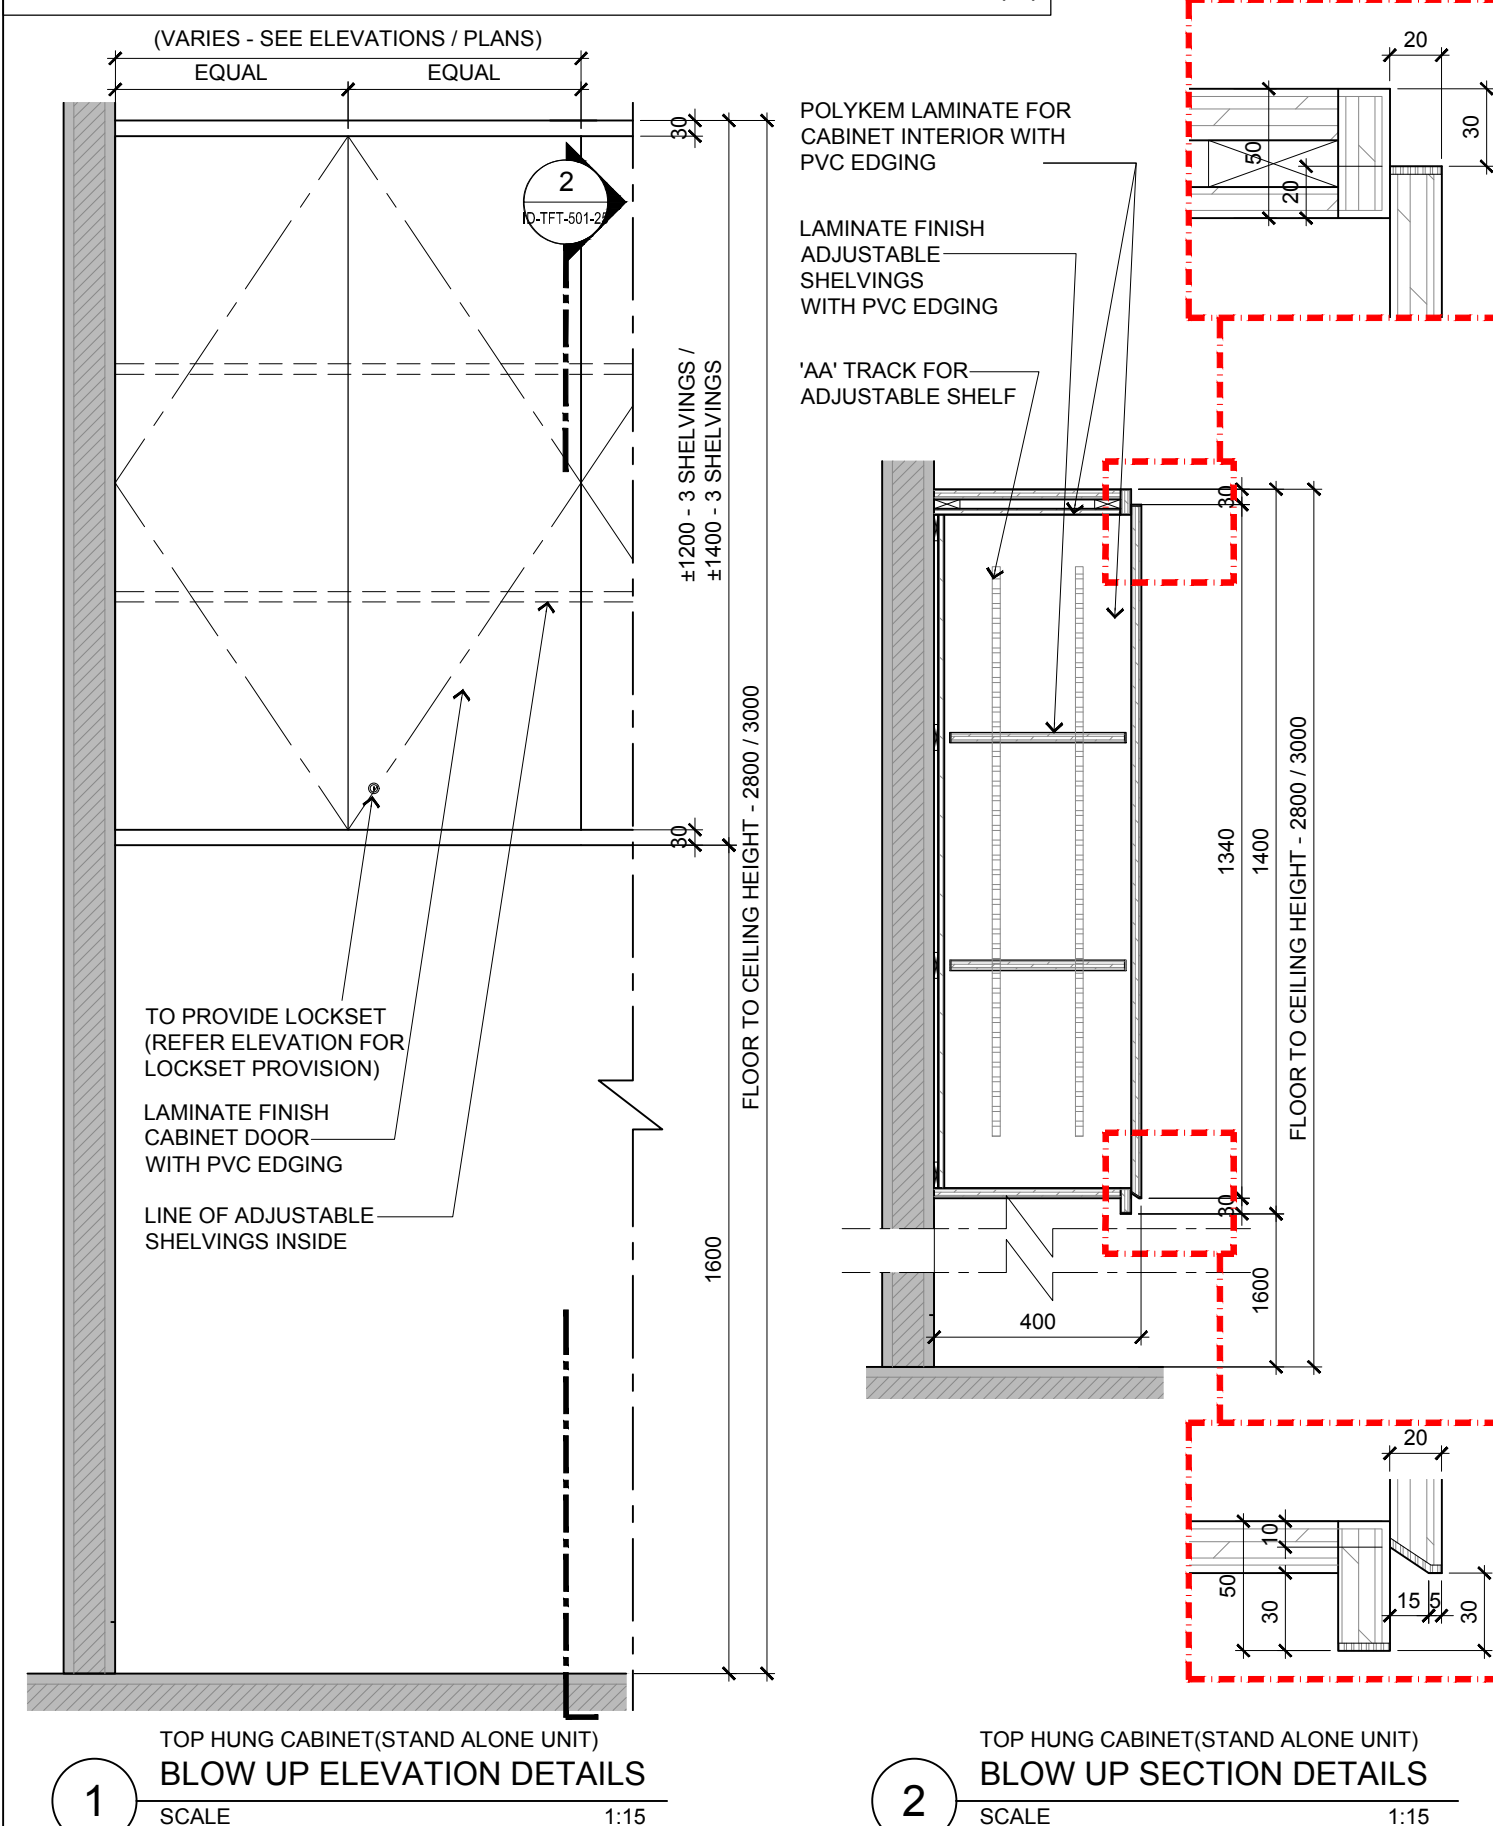 (VARIES - SEE ELEVATIONS / PLANS)
EQUAL
EQUAL
30
2
ID-TFT-501-25
±1200 - 3 SHELVINGS /
±1400 - 3 SHELVINGS
FLOOR TO CEILING HEIGHT - 2800 / 3000
30
1600
TO PROVIDE LOCKSET
(REFER ELEVATION FOR
LOCKSET PROVISION)
LAMINATE FINISH
CABINET DOOR
WITH PVC EDGING
LINE OF ADJUSTABLE
SHELVINGS INSIDE
TOP HUNG CABINET(STAND ALONE UNIT)
1
BLOW UP ELEVATION DETAILS
SCALE
1:15
POLYKEM LAMINATE FOR
CABINET INTERIOR WITH
PVC EDGING
LAMINATE FINISH
ADJUSTABLE
SHELVINGS
WITH PVC EDGING
'AA' TRACK FOR
ADJUSTABLE SHELF
20
50
20
30
30
1340
1400
FLOOR TO CEILING HEIGHT - 2800 / 3000
30
1600
400
20
10
50
30
15
5
30
TOP HUNG CABINET(STAND ALONE UNIT)
2
BLOW UP SECTION DETAILS
SCALE
1:15